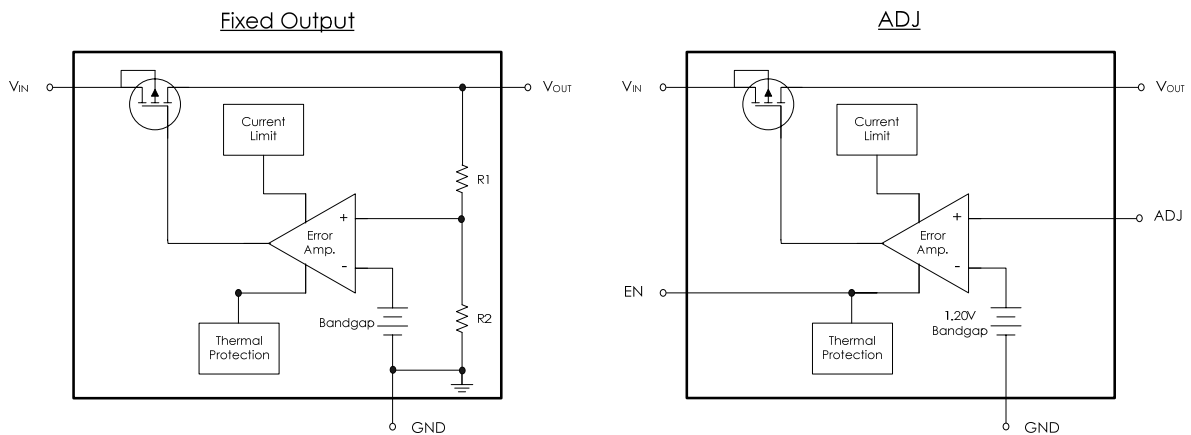 Fixed Output
VIN
VOUT
Current
Limit
R1
+
Error
Amp.
-
Bandgap
R2
Thermal
Protection
GND
ADJ
VIN
VOUT
Current
Limit
+
ADJ
Error
Amp.
-
EN
1.20V
Bandgap
Thermal
Protection
GND